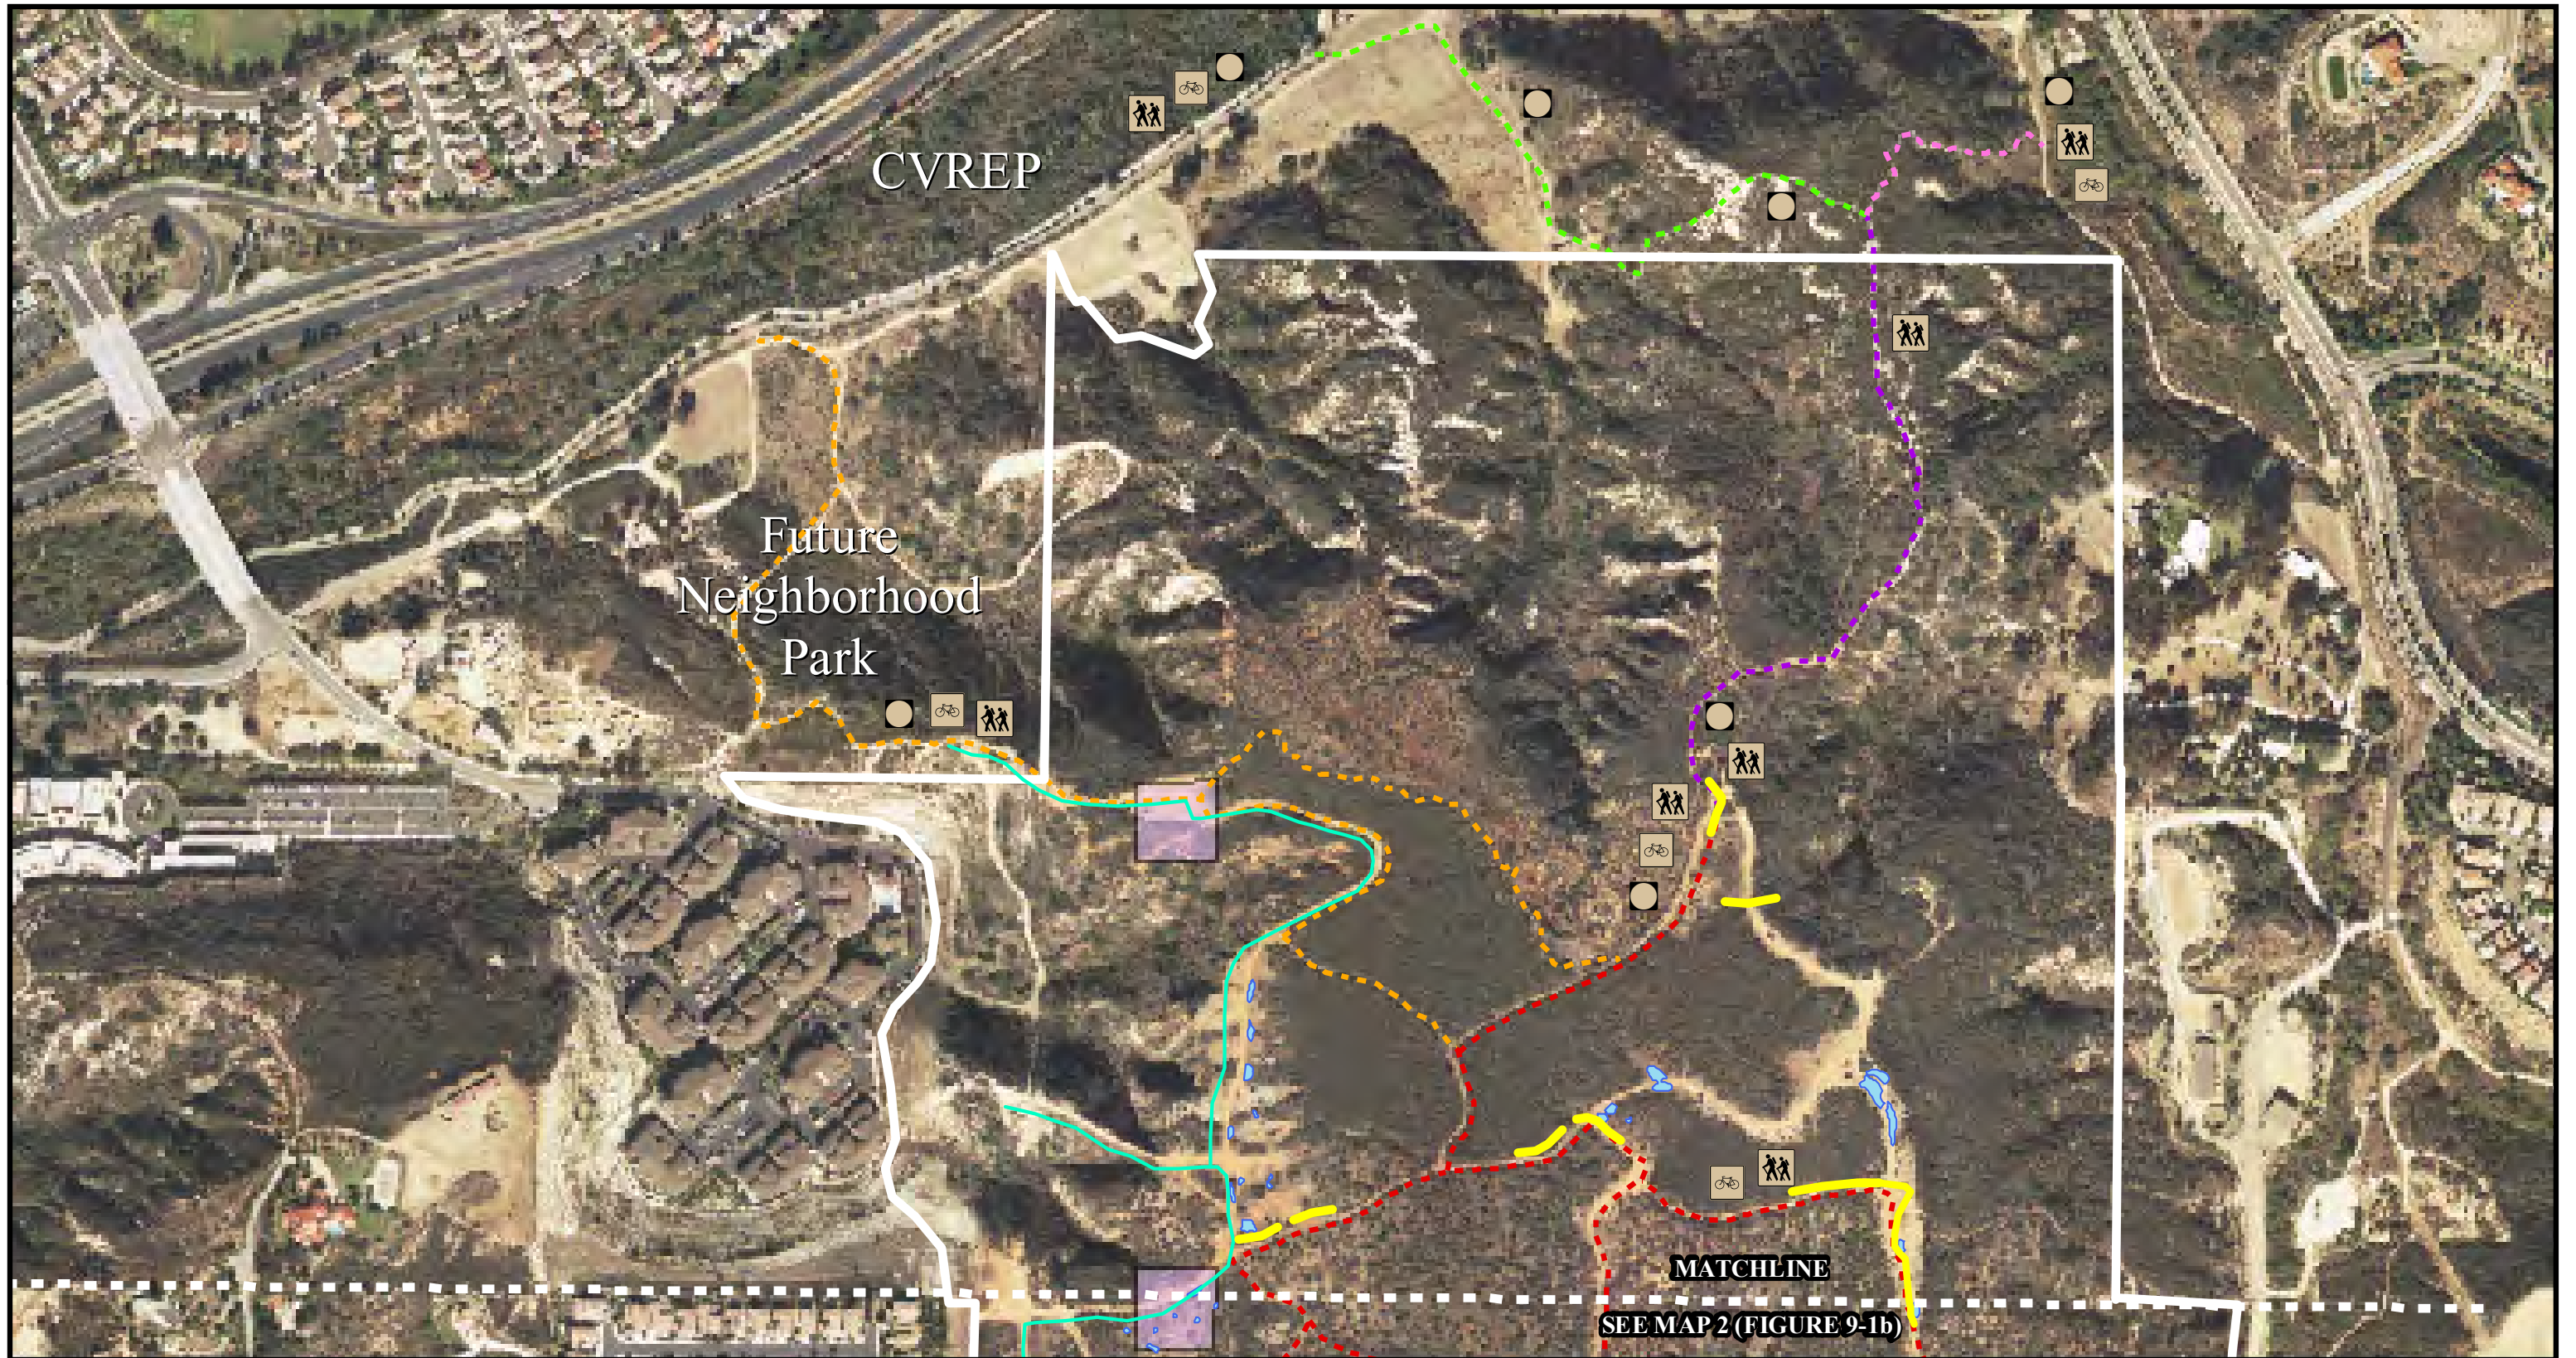 CVREP
Future
Neighborhood
Park
MATCHLINE
SEE MAP 2 (FIGURE 9-1b)